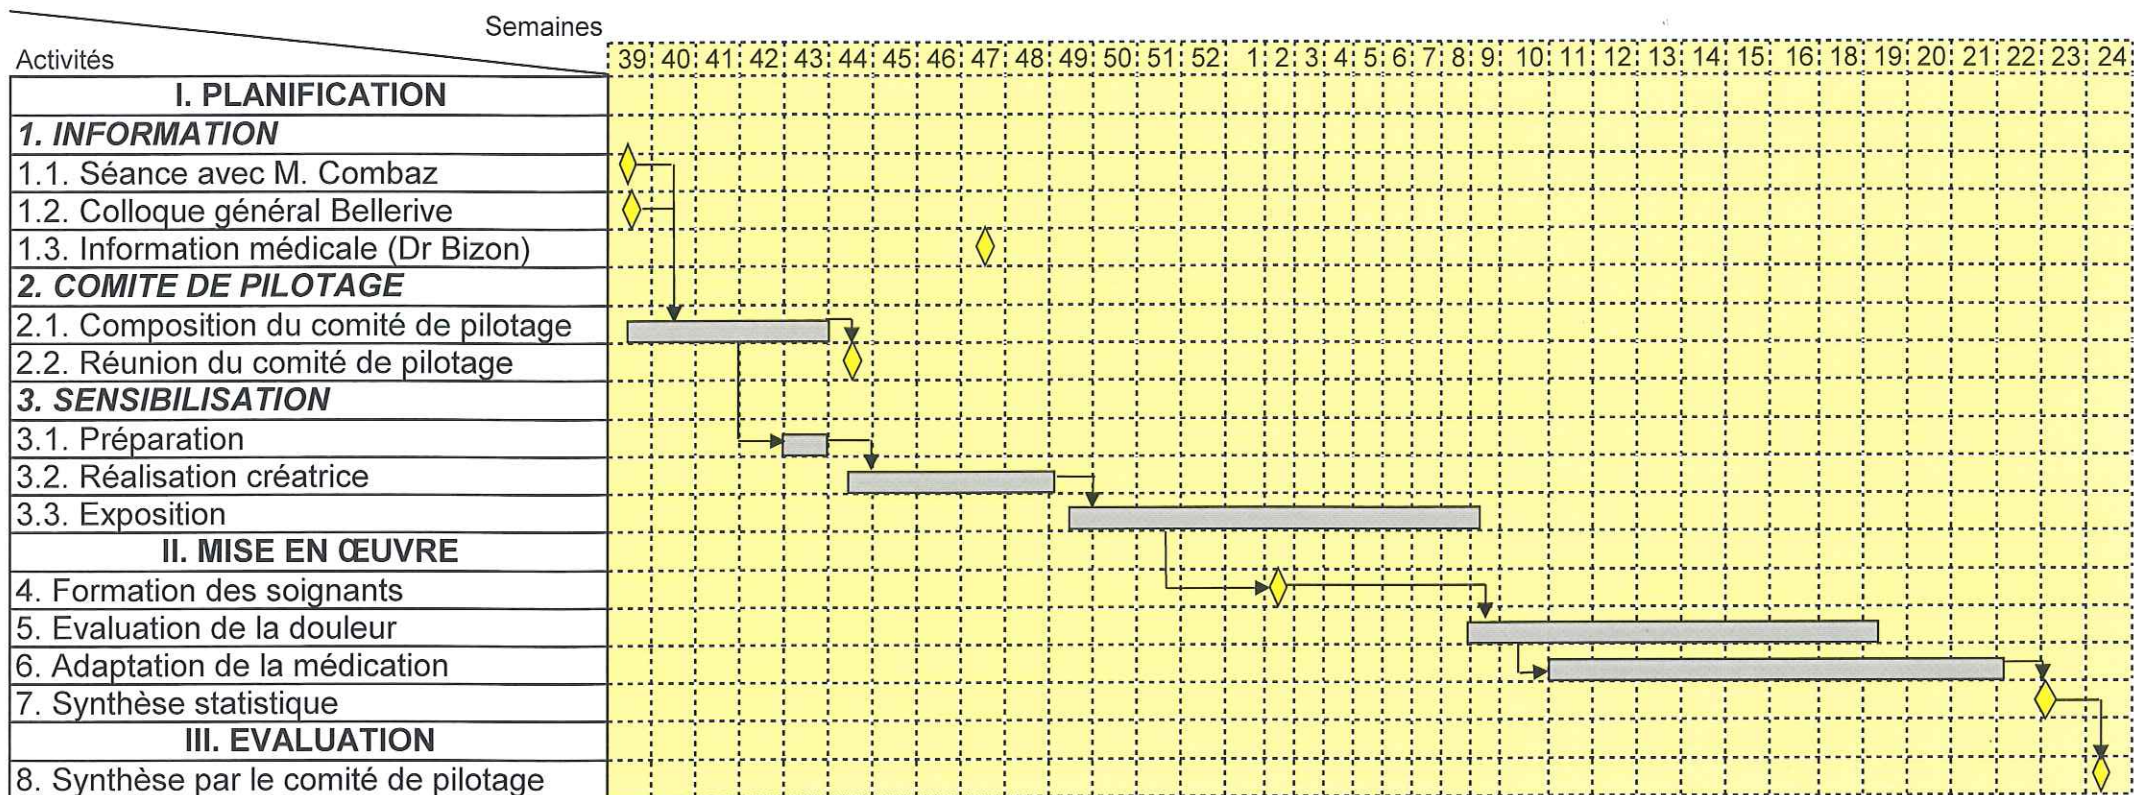 Semaines
Activités
39 40 41 42 43 44 45 46 47 48 49 50 51 52 1 2 3 4 5 6 7 8 9 10 11 12 13 14 15 16 18 19 20 21 22 23 24
I. PLANIFICATION
1. INFORMATION
1.1. Séance avec M. Combaz
1.2. Colloque général Bellerive
1.3. Information médicale (Dr Bizon)
2. COMITE DE PILOTAGE
2.1. Composition du comité de pilotage
2.2. Réunion du comité de pilotage
3. SENSIBILISATION
3.1. Préparation
3.2. Réalisation créatrice
3.3. Exposition
II. MISE EN ŒUVRE
4. Formation des soignants
5. Evaluation de la douleur
6. Adaptation de la médication
7. Synthèse statistique
III. EVALUATION
8. Synthèse par le comité de pilotage